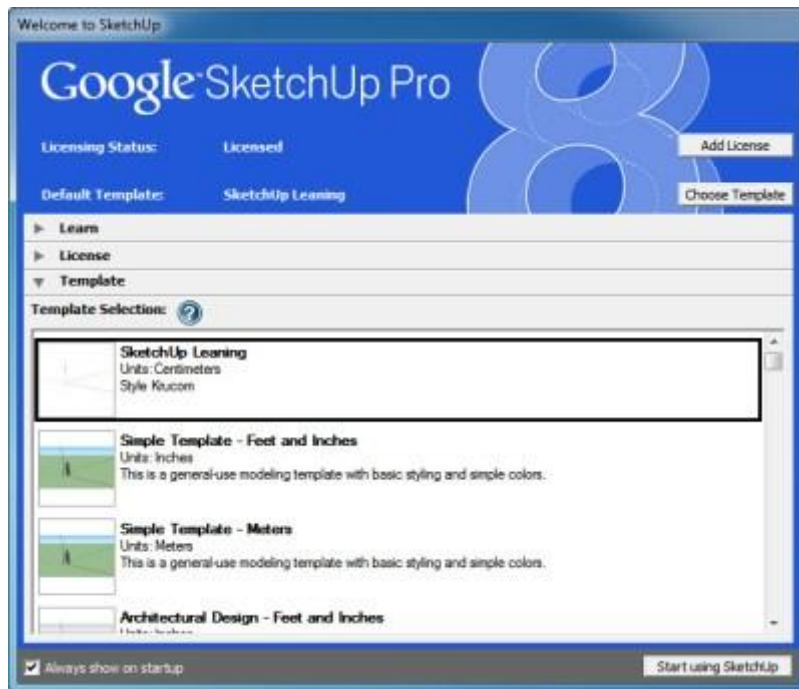 Welcome to SketchUp
Google SketchUp Pro
8
Licensing Status: Licensed Add License
Default Template: SketchUp Leaning Choose Template
Learn
License
Template
Template Selection: ?
SketchUp Leaning
Units: Centimeters
Style Krucom
Simple Template - Feet and Inches
Units: Inches
This is a general-use modeling template with basic styling and simple colors.
Simple Template - Meters
Units: Meters
This is a general-use modeling template with basic styling and simple colors.
Architectural Design - Feet and Inches
Always show on startup Start using SketchUp